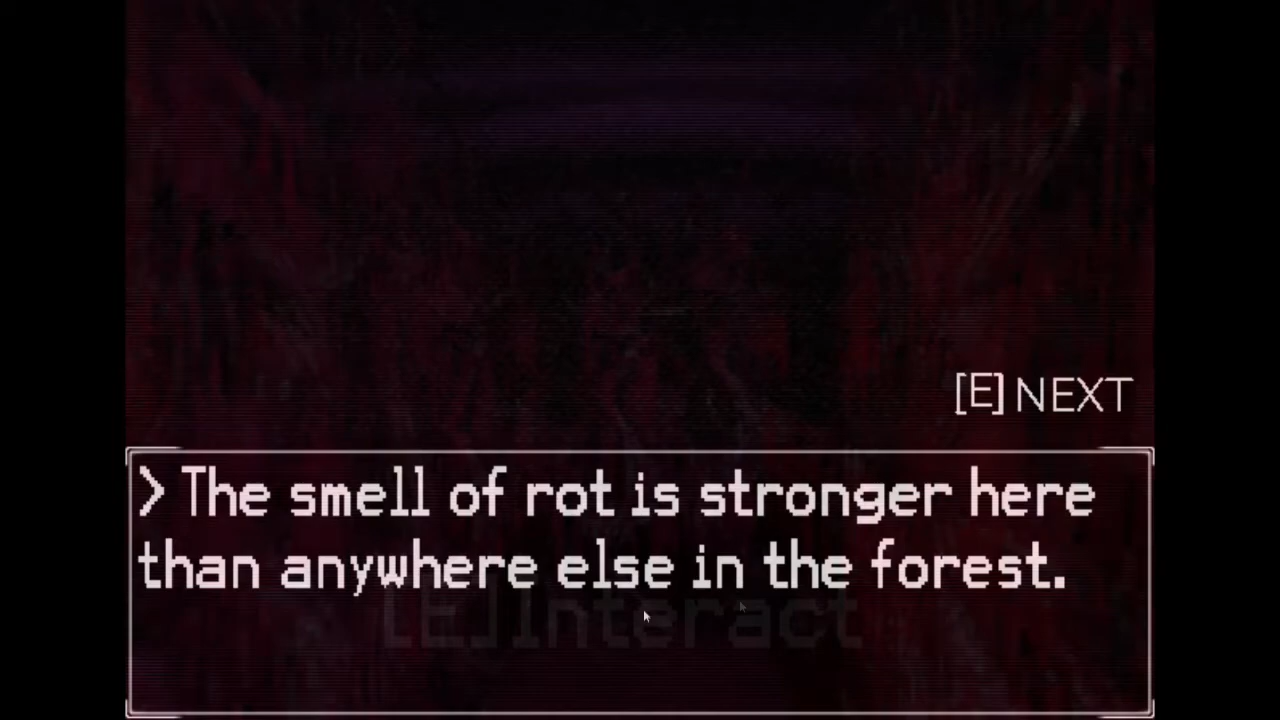 [E] NEXT
> The smell of rot is stronger here
than anywhere else in the forest.
[E]Interact